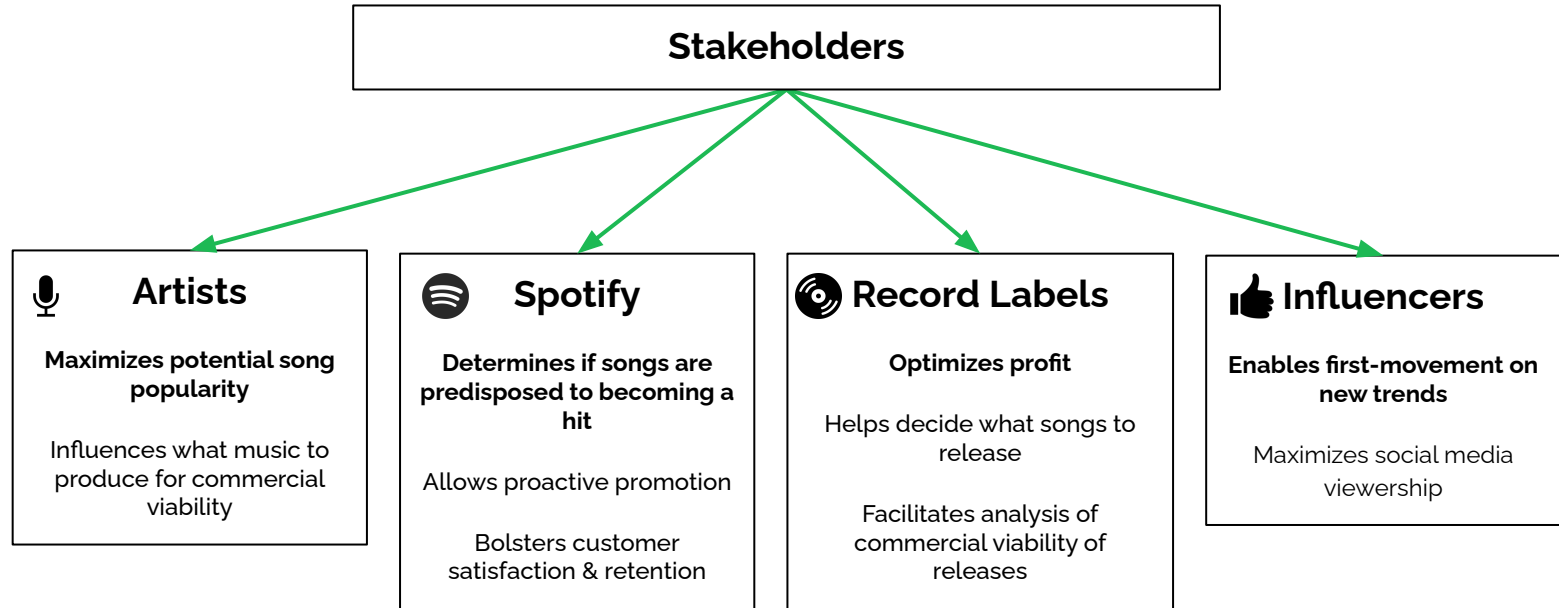 Stakeholders
Artists
Maximizes potential song
popularity
Influences what music to
produce for commercial
viability
Spotify
Determines if songs are
predisposed to becoming a
hit
Allows proactive promotion
Bolsters customer
satisfaction & retention
Record Labels
Optimizes profit
Helps decide what songs to
release
Facilitates analysis of
commercial viability of
releases
Influencers
Enables first-movement on
new trends
Maximizes social media
viewership